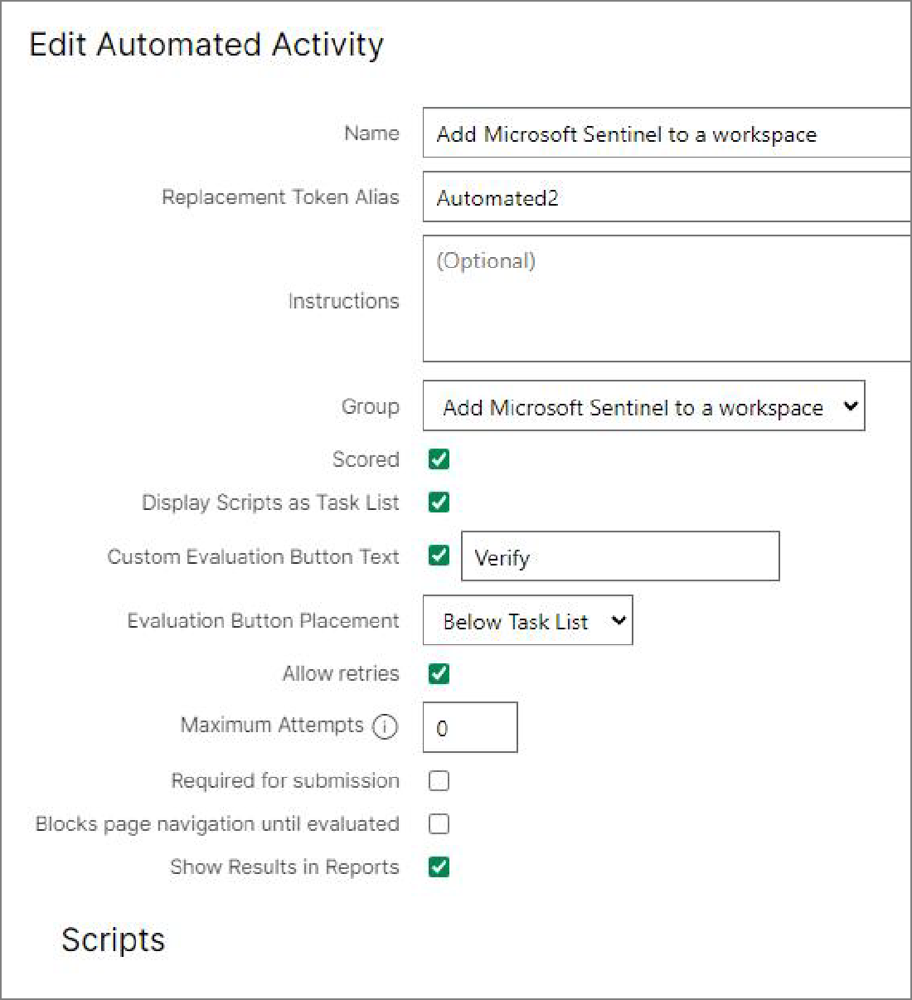 Edit Automated Activity
Name Add Microsoft Sentinel to a workspace
Replacement Token Alias Automated2
Instructions (Optional)
Group Add Microsoft Sentinel to a workspace
Scored
Display Scripts as Task List
Custom Evaluation Button Text Verify
Evaluation Button Placement Below Task List
Allow retries
Maximum Attempts i 0
Required for submission
Blocks page navigation until evaluated
Show Results in Reports
Scripts